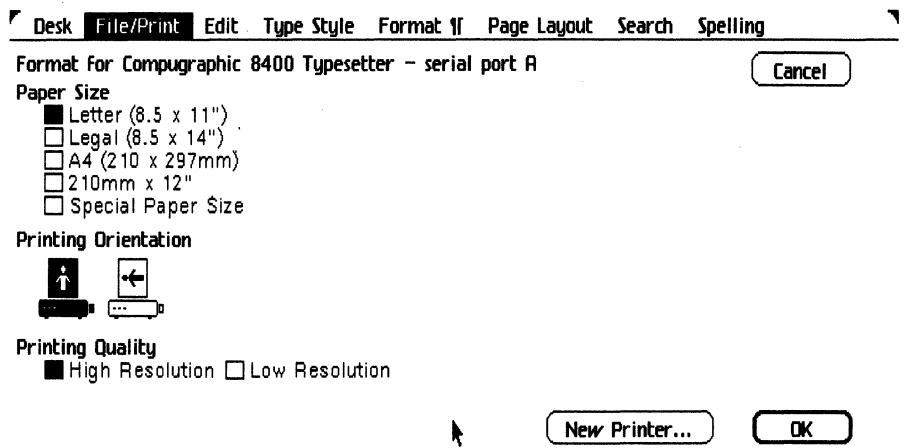 Desk File/Print Edit Type Style Format ¶ Page Layout Search Spelling
Format for Compugraphic 8400 Typesetter – serial port A
Cancel
Paper Size
Letter (8.5 x 11")
Legal (8.5 x 14")
A4 (210 x 297mm)
210mm x 12"
Special Paper Size
Printing Orientation
Printing Quality
High Resolution Low Resolution
New Printer... OK